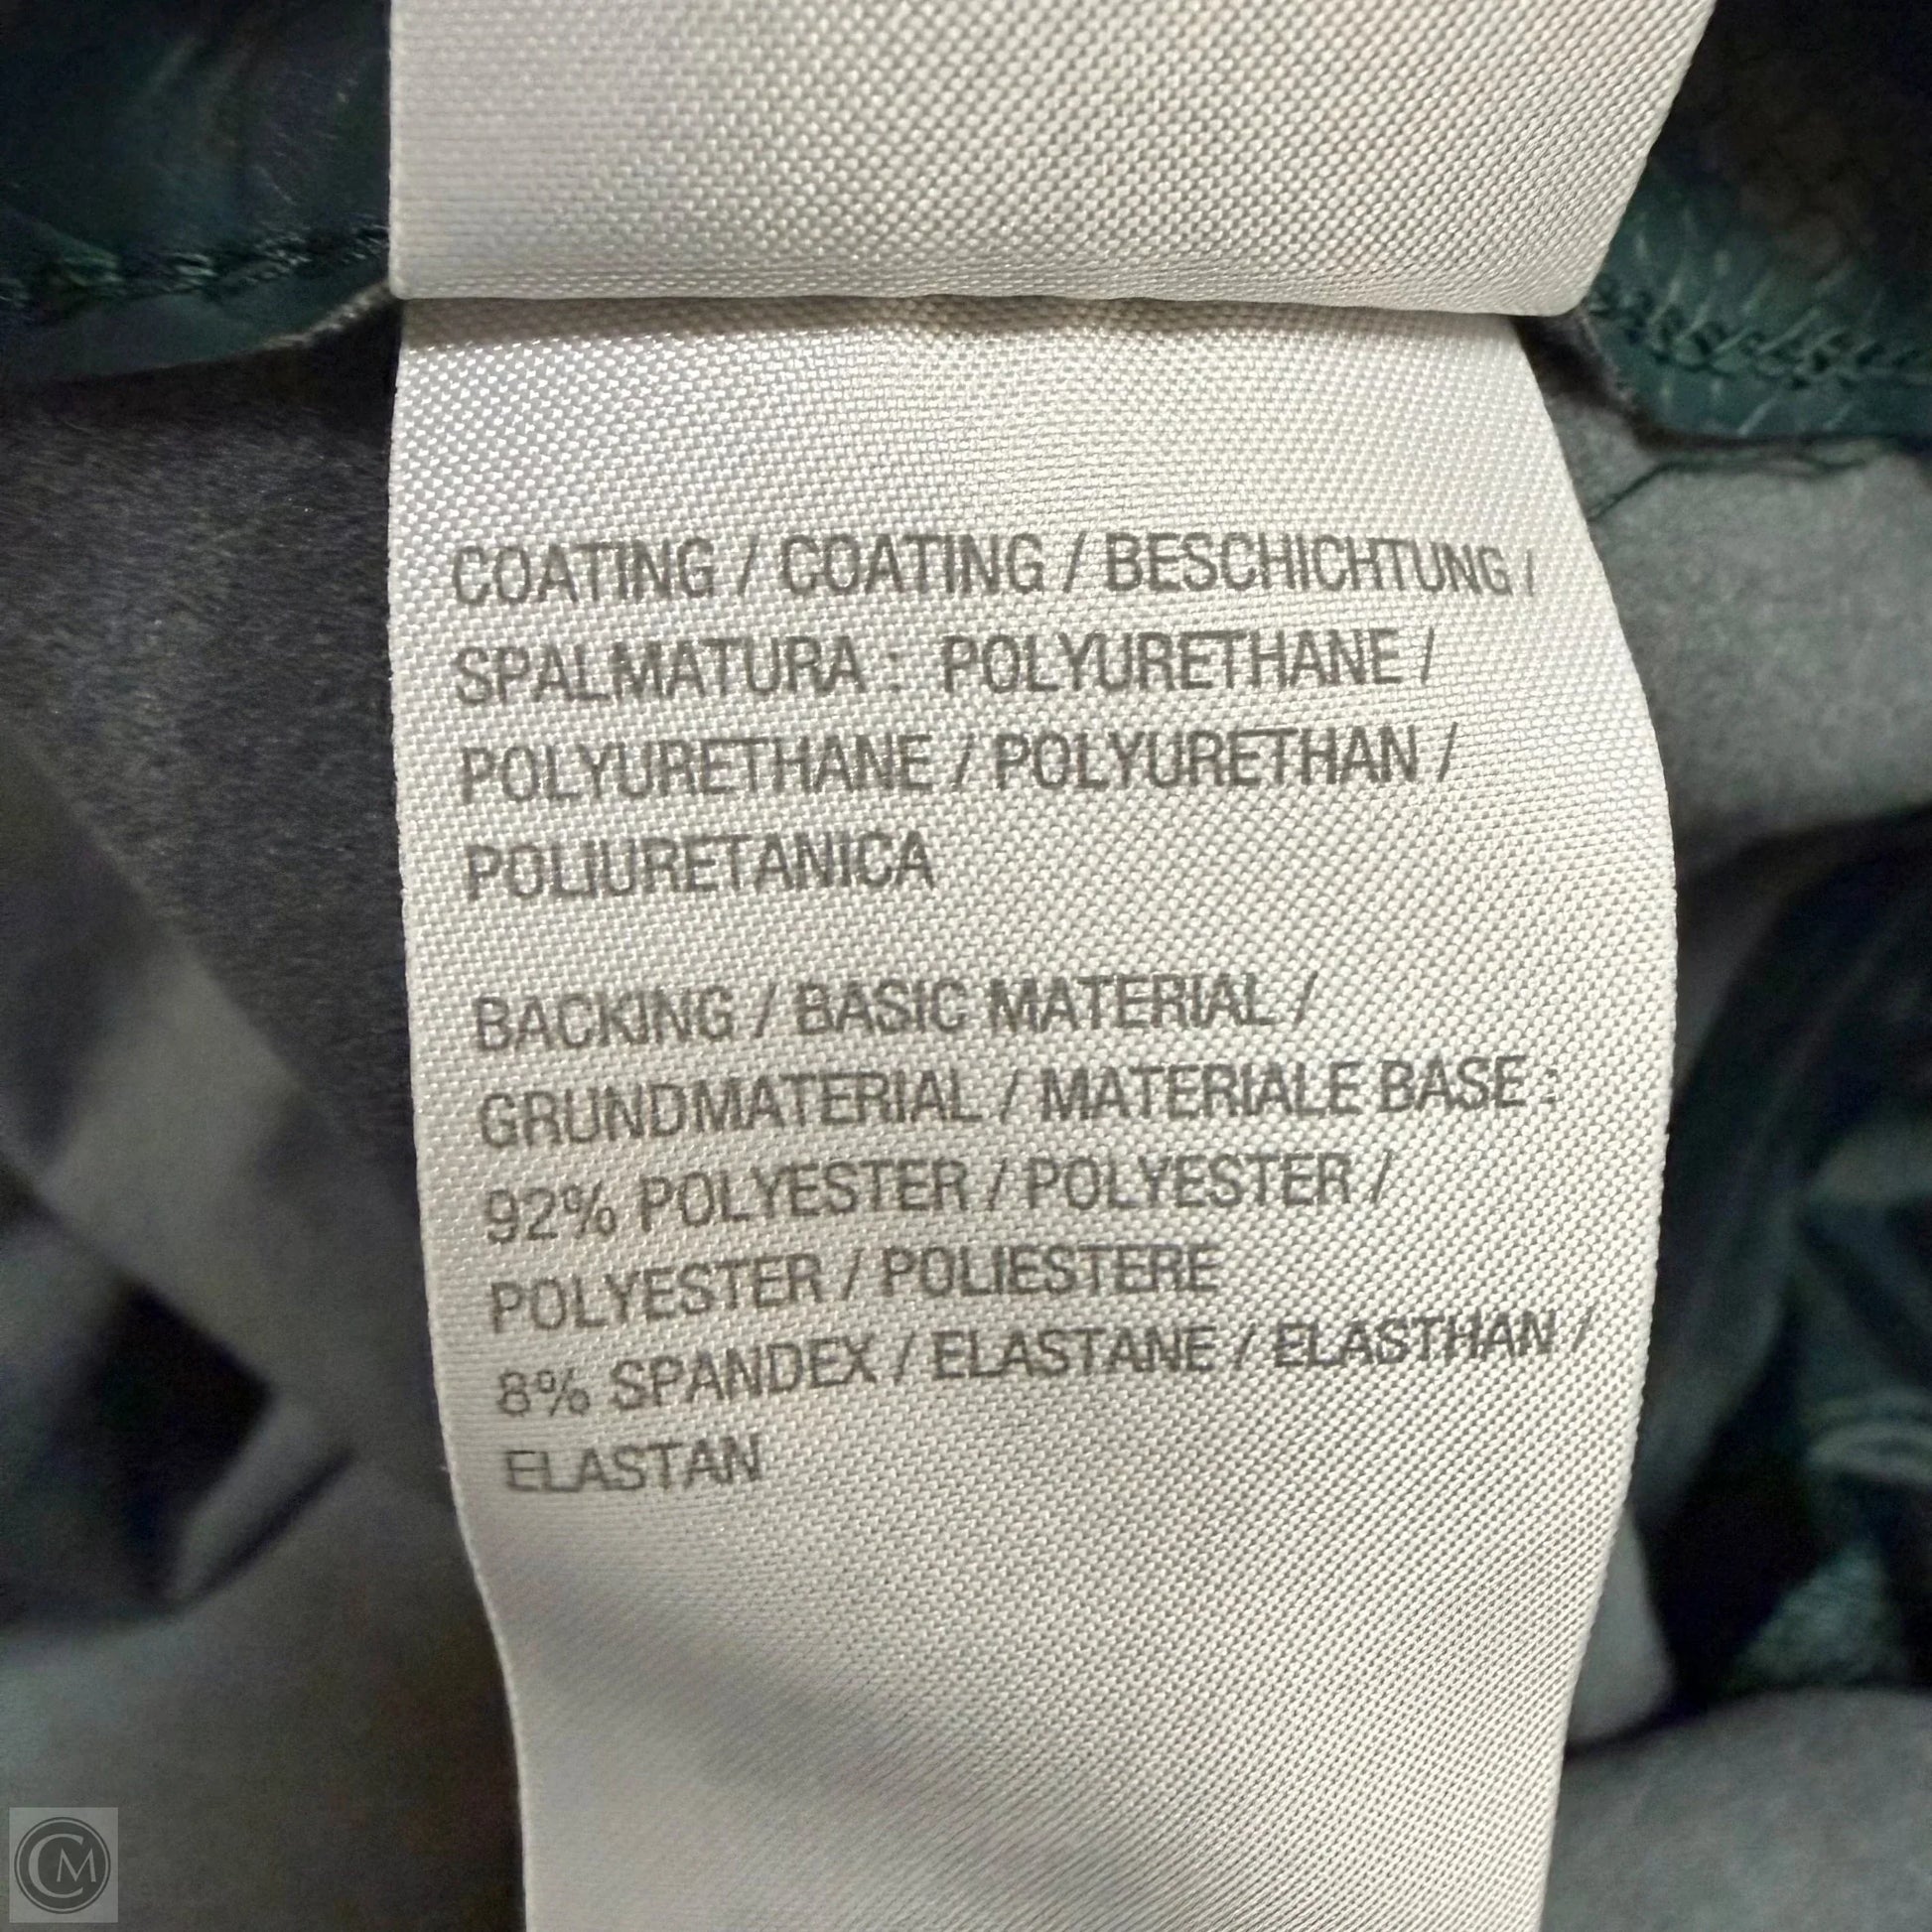 COATING / COATING / BESCHICHTUNG /
SPALMATURA : POLYURETHANE /
POLYURETHANE / POLYURETHAN /
POLIURETANICA
BACKING / BASIC MATERIAL /
GRUNDMATERIAL / MATERIALE BASE :
92% POLYESTER / POLYESTER /
POLYESTER / POLIESTERE
8% SPANDEX / ELASTANE / ELASTHAN /
ELASTAN
CM